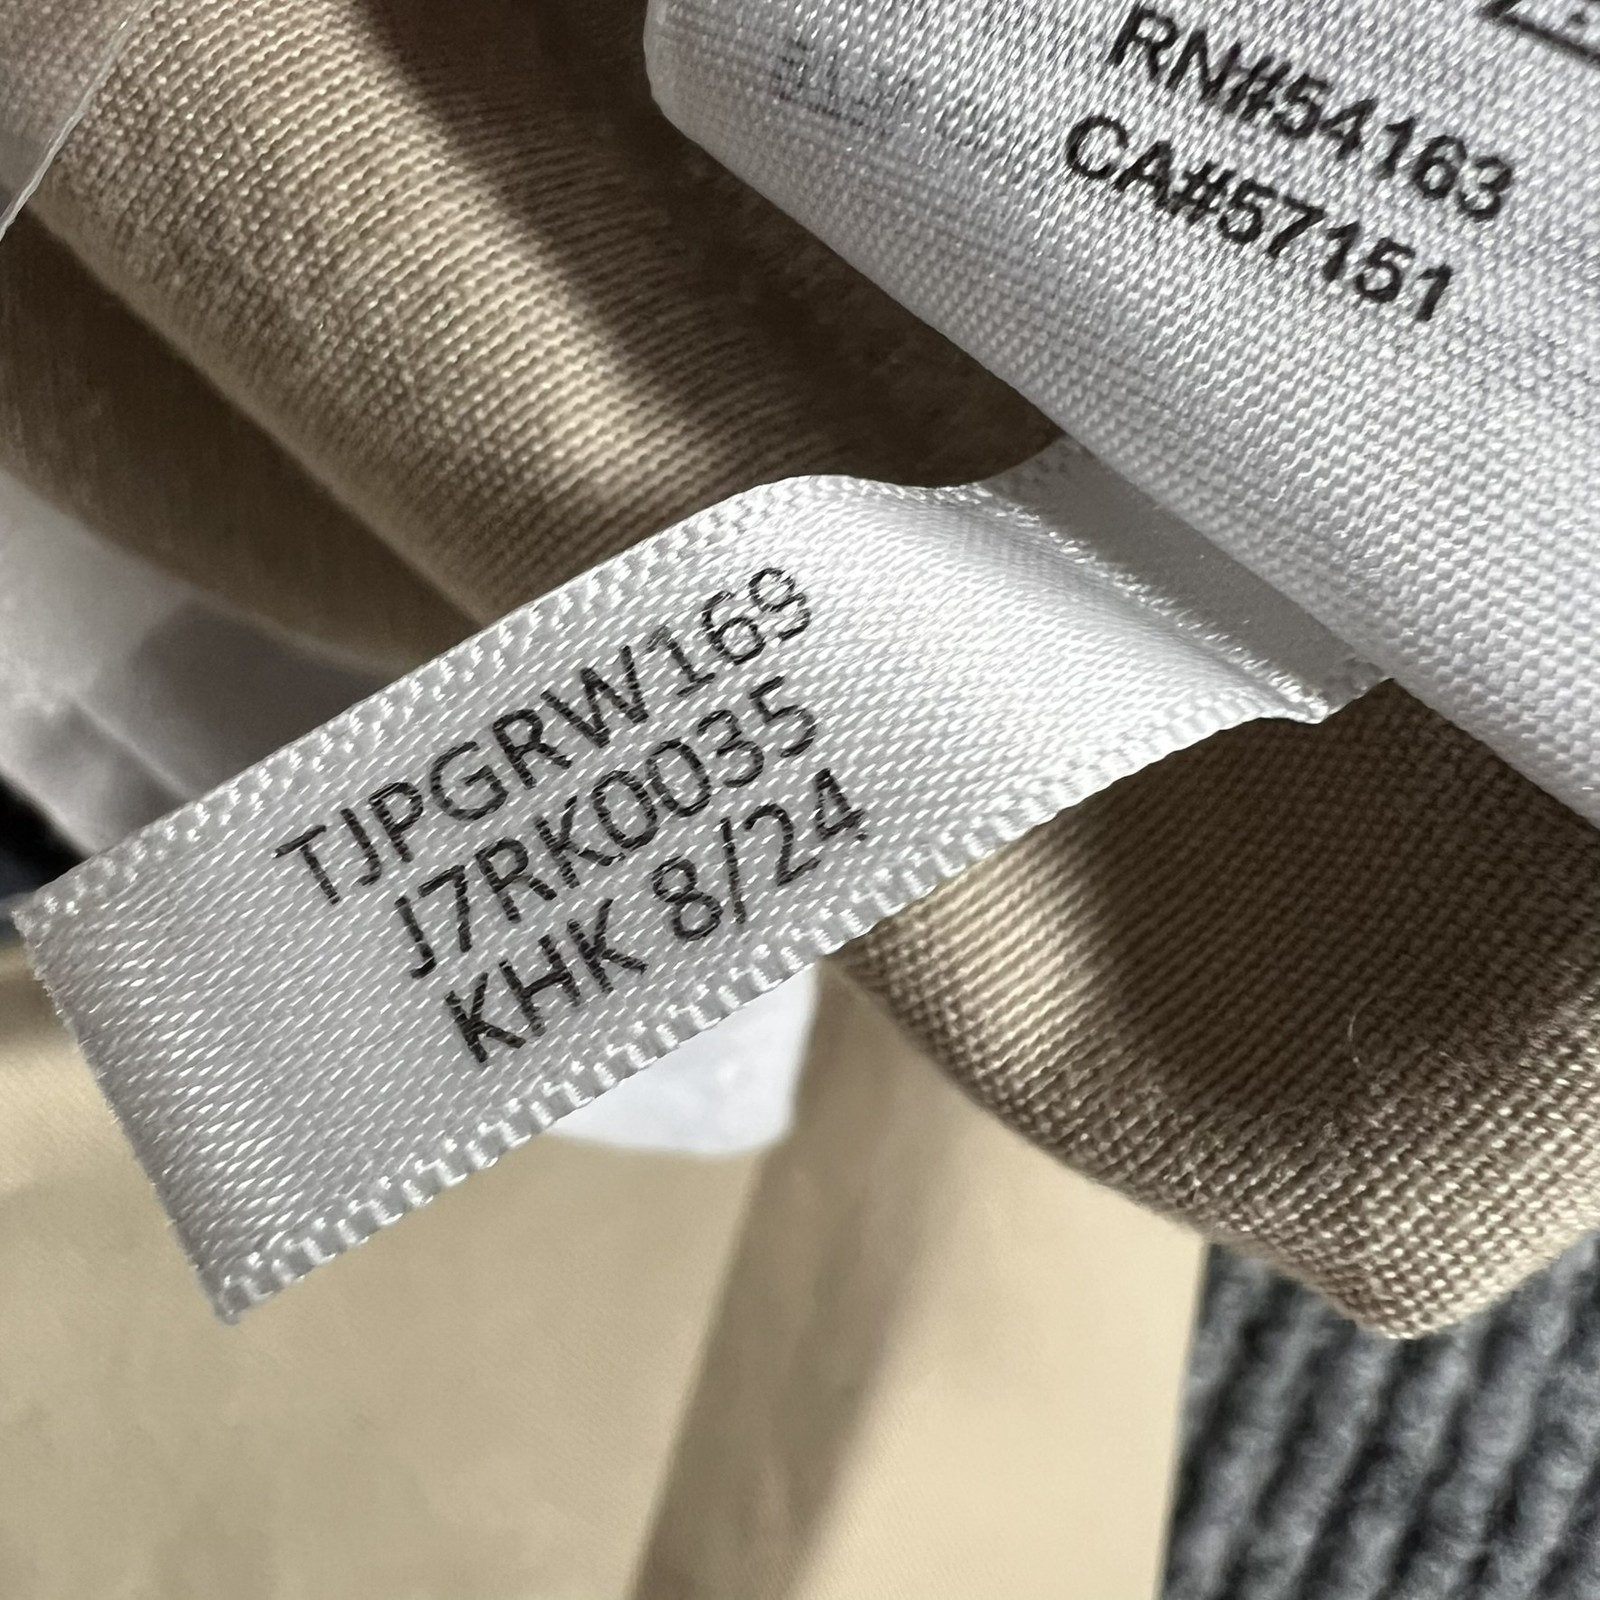 RN#54163
CA#57151
TJPGRW169
J7RK0035
KHK 8/24